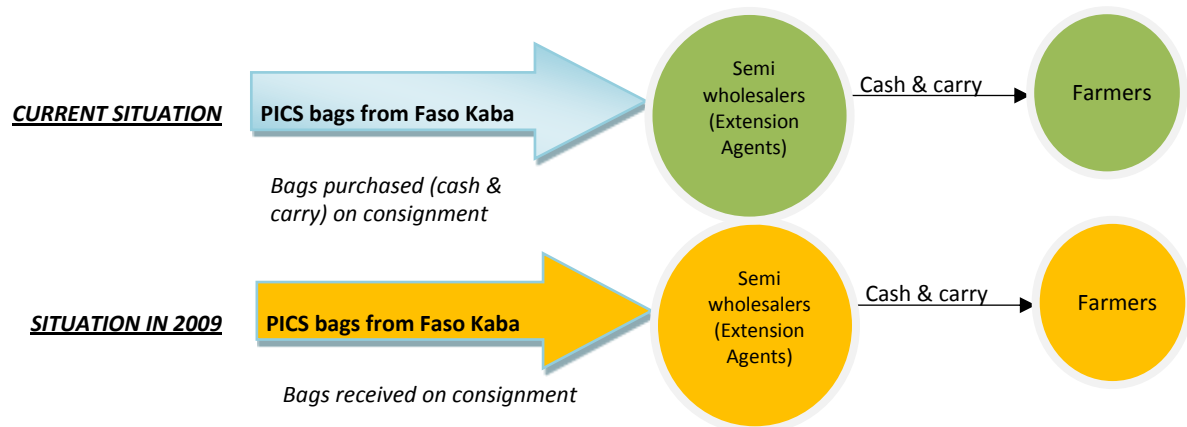 CURRENT SITUATION
PICS bags from Faso Kaba
Bags purchased (cash &
carry) on consignment
Semi
wholesalers
(Extension
Agents)
Cash & carry
Farmers
SITUATION IN 2009
PICS bags from Faso Kaba
Bags received on consignment
Semi
wholesalers
(Extension
Agents)
Cash & carry
Farmers